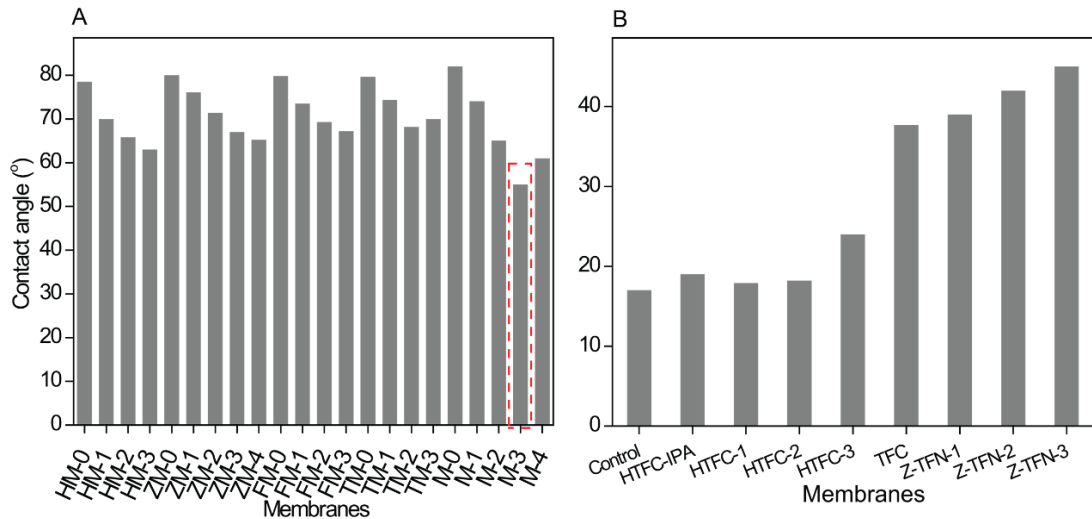 A
Contact angle (°)
80
70
60
50
40
30
20
10
0
HM-0
HM-1
HM-2
HM-3
ZM-0
ZM-1
ZM-2
ZM-3
ZM-4
FM-0
FM-1
FM-2
FM-3
TM-0
TM-1
TM-2
TM-3
M-0
M-1
M-2
M-3
M-4
Membranes
B
40
30
20
10
0
Control
HTFC-IPA
HTFC-1
HTFC-2
HTFC-3
TFC
Z-TFN-1
Z-TFN-2
Z-TFN-3
Membranes